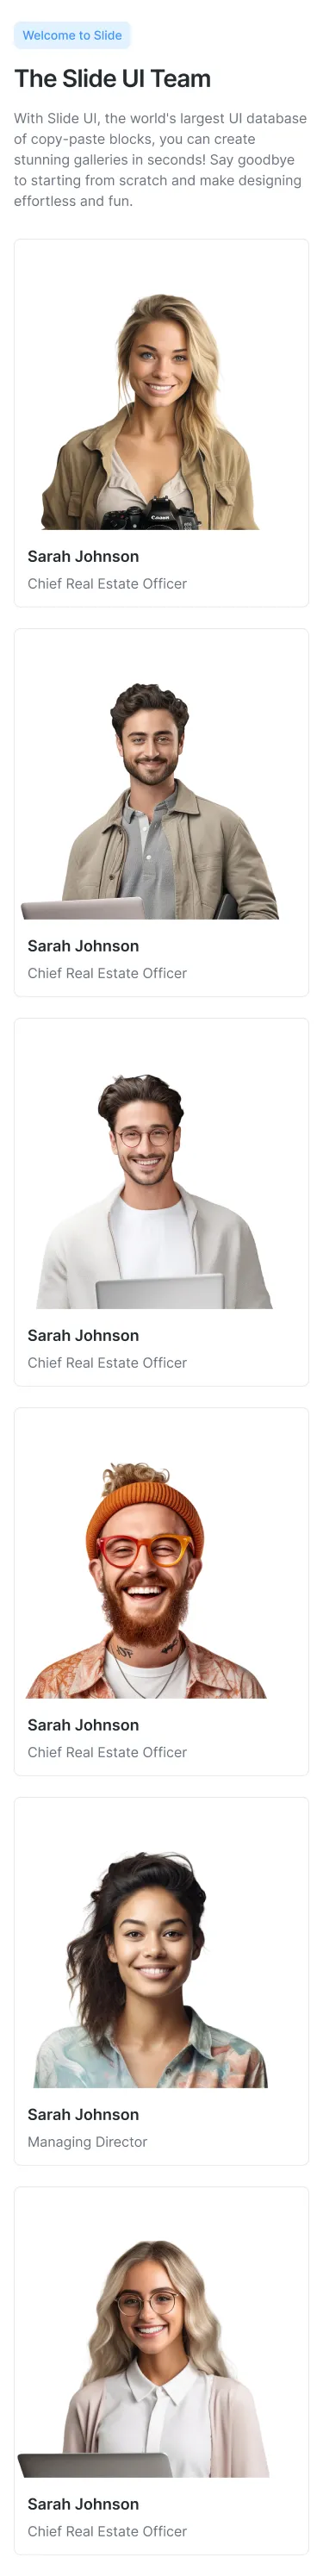 Welcome to Slide
The Slide UI Team
With Slide UI, the world's largest UI database
of copy-paste blocks, you can create
stunning galleries in seconds! Say goodbye
to starting from scratch and make designing
effortless and fun.
Canon
Sarah Johnson
Chief Real Estate Officer
Sarah Johnson
Chief Real Estate Officer
Sarah Johnson
Chief Real Estate Officer
Sarah Johnson
Chief Real Estate Officer
Sarah Johnson
Managing Director
Sarah Johnson
Chief Real Estate Officer